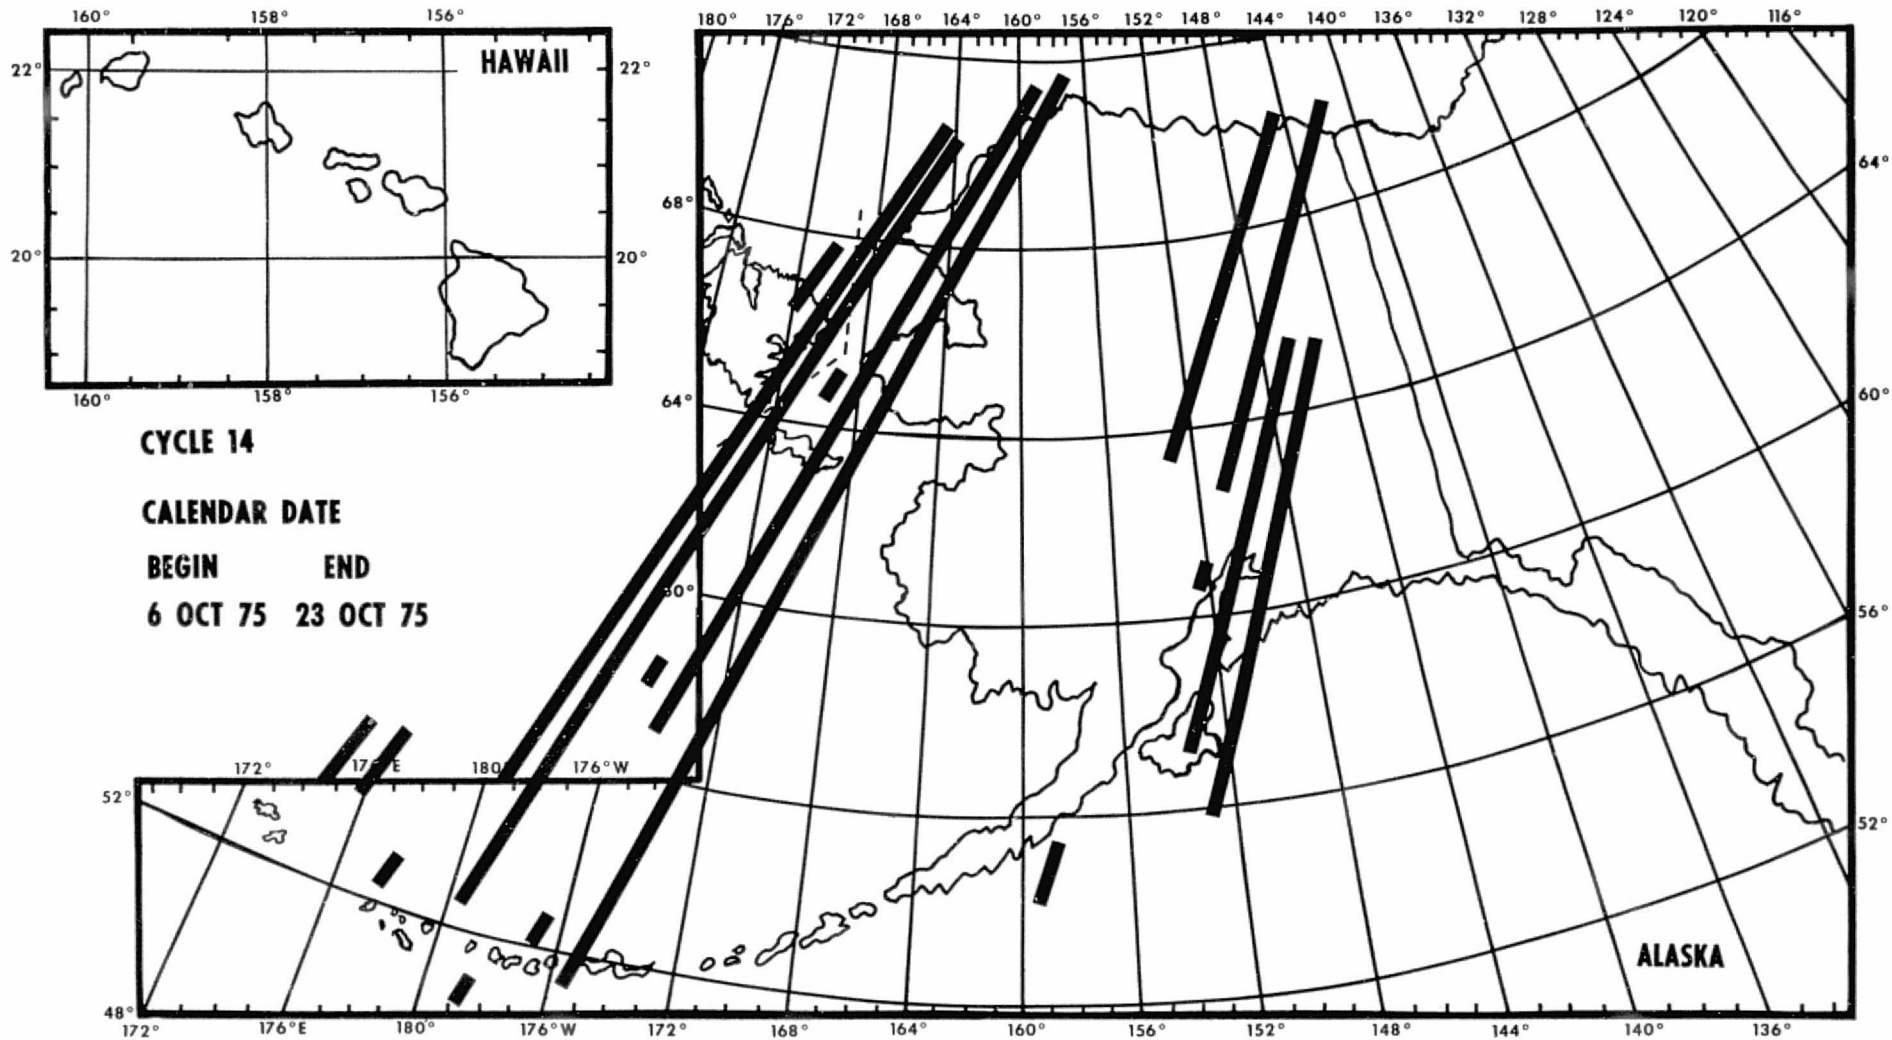 160° 158° 156°
180° 176° 172° 168° 164° 160° 156° 152° 148° 144° 140° 136° 132° 128° 124° 120° 116°
HAWAII
22° 22°
64°
68°
20° 20°
64°
60°
160° 158° 156°
CYCLE 14
CALENDAR DATE
BEGIN END
6 OCT 75 23 OCT 75
56°
172° E 180 176°W
52°
52°
ALASKA
48°
172° 176°E 180° 176°W 172° 168° 164° 160° 156° 152° 148° 144° 140° 136°